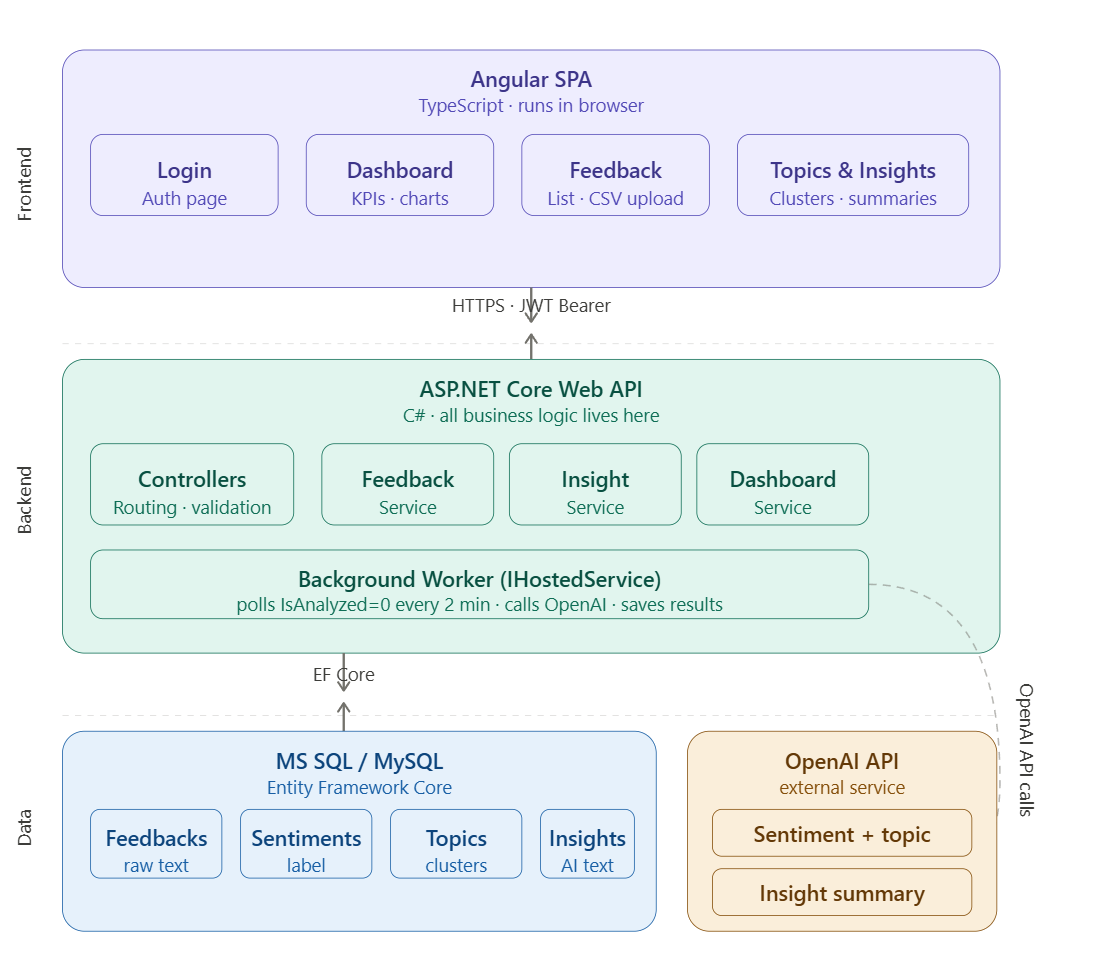 Frontend
Angular SPA
TypeScript · runs in browser
Login
Auth page
Dashboard
KPIs · charts
Feedback
List · CSV upload
Topics & Insights
Clusters · summaries
HTTPS · JWT Bearer
Backend
ASP.NET Core Web API
C# · all business logic lives here
Controllers
Routing · validation
Feedback
Service
Insight
Service
Dashboard
Service
Background Worker (IHostedService)
polls IsAnalyzed=0 every 2 min · calls OpenAI · saves results
EF Core
Data
MS SQL / MySQL
Entity Framework Core
Feedbacks
raw text
Sentiments
label
Topics
clusters
Insights
AI text
OpenAI API
external service
Sentiment + topic
Insight summary
OpenAI API calls